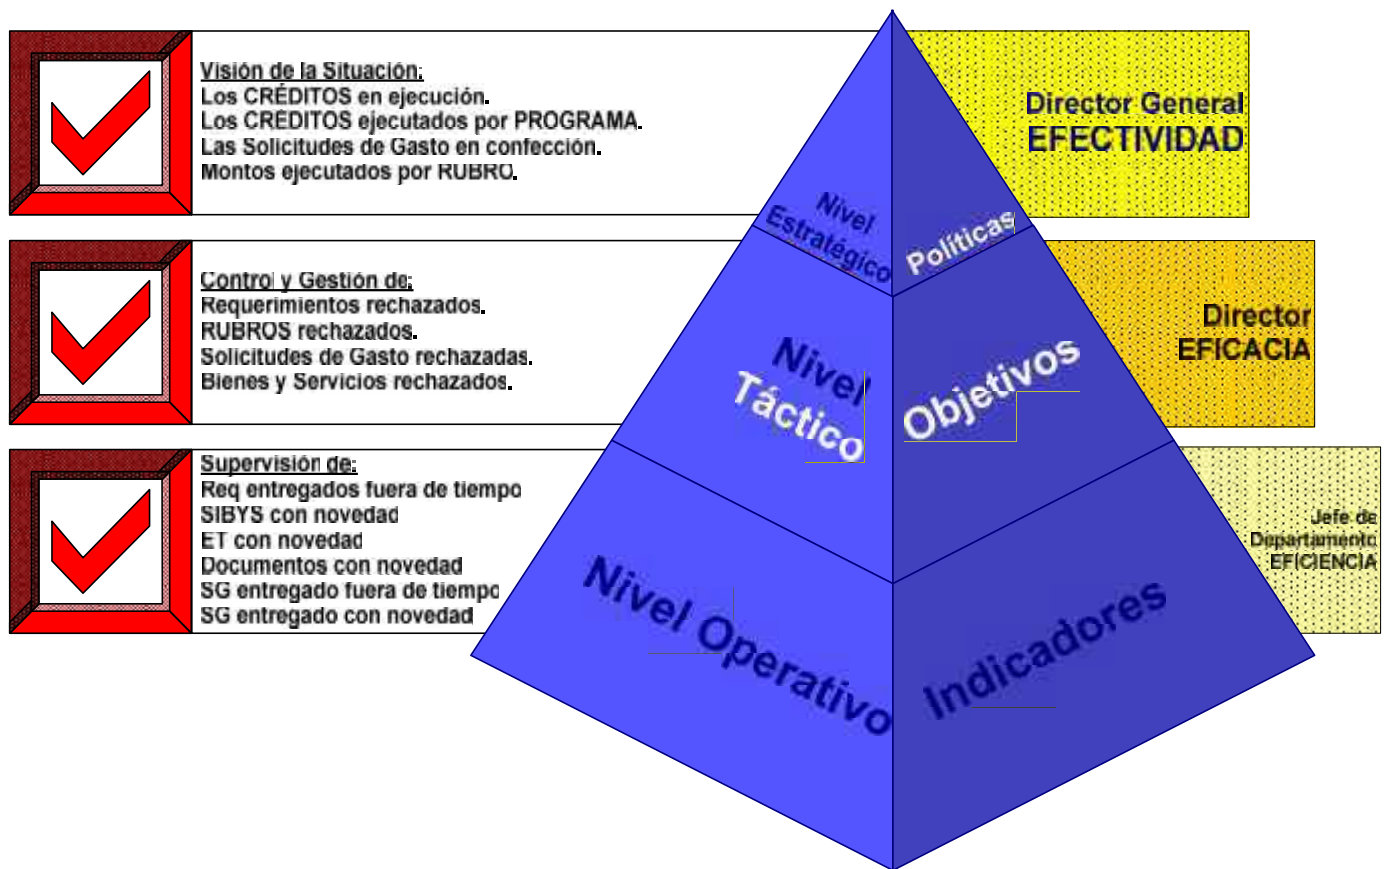 Visión de la Situación:
Los CRÉDITOS en ejecución.
Los CRÉDITOS ejecutados por PROGRAMA.
Las Solicitudes de Gasto en confección.
Montos ejecutados por RUBRO.
Nivel
Estratégico
Políticas
Director General
EFECTIVIDAD
Control y Gestión de:
Requerimientos rechazados.
RUBROS rechazados.
Solicitudes de Gasto rechazadas.
Bienes y Servicios rechazados.
Nivel
Táctico
Objetivos
Director
EFICACIA
Supervisión de:
Req entregados fuera de tiempo
SIBYS con novedad
ET con novedad
Documentos con novedad
SG entregado fuera de tiempo
SG entregado con novedad
Nivel Operativo
Indicadores
Jefe de
Departamento
EFICIENCIA